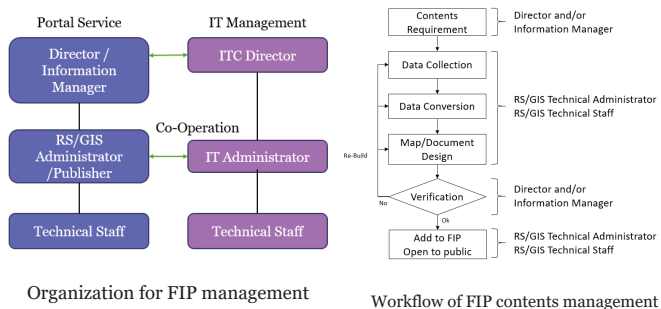 Portal Service
IT Management
Director /
Information
Manager
ITC Director
Co-Operation
RS/GIS
Administrator
/Publisher
IT Administrator
Technical Staff
Technical Staff
Organization for FIP management
Contents
Requirement
Director and/or
Information Manager
Data Collection
Data Conversion
RS/GIS Technical Administrator
RS/GIS Technical Staff
Map/Document
Design
Re-Build
Verification
No
Ok
Director and/or
Information Manager
Add to FIP
Open to public
RS/GIS Technical Administrator
RS/GIS Technical Staff
Workflow of FIP contents management